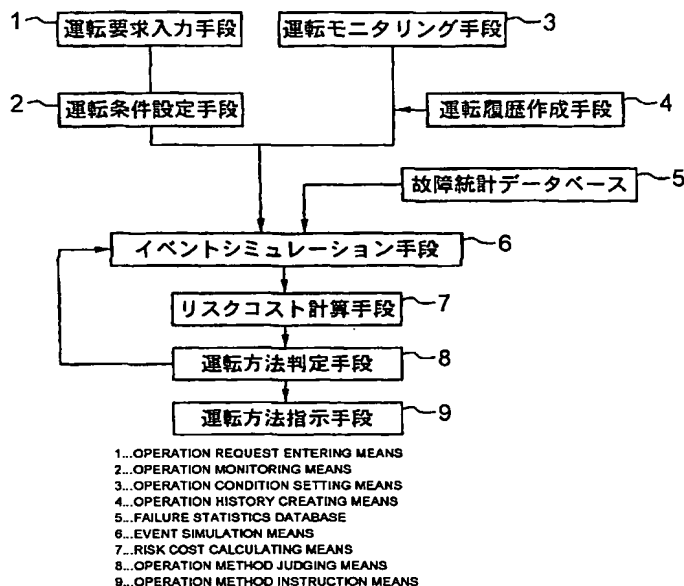 1 運転要求入力手段
運転モニタリング手段 3
2 運転条件設定手段
運転履歴作成手段 4
故障統計データベース 5
イベントシミュレーション手段 6
リスクコスト計算手段 7
運転方法判定手段 8
運転方法指示手段 9
1...OPERATION REQUEST ENTERING MEANS
2...OPERATION MONITORING MEANS
3...OPERATION CONDITION SETTING MEANS
4...OPERATION HISTORY CREATING MEANS
5...FAILURE STATISTICS DATABASE
6...EVENT SIMULATION MEANS
7...RISK COST CALCULATING MEANS
8...OPERATION METHOD JUDGING MEANS
9...OPERATION METHOD INSTRUCTION MEANS